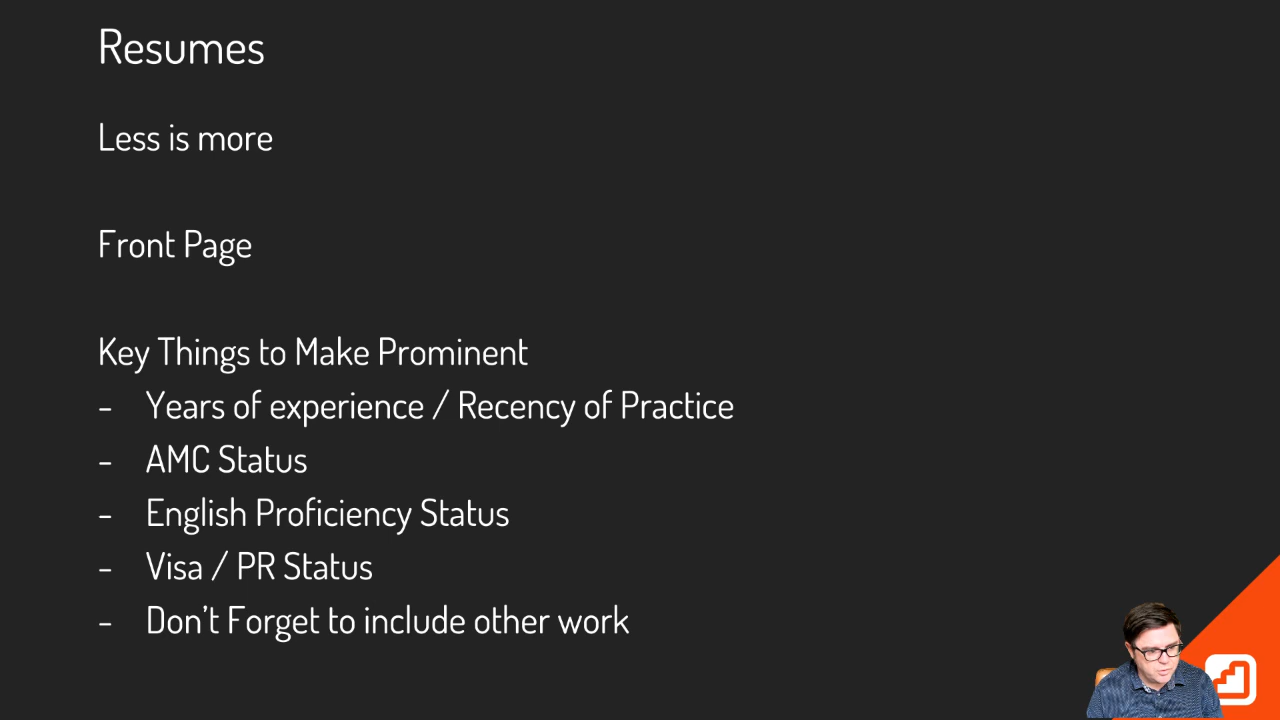 Resumes
Less is more
Front Page
Key Things to Make Prominent
- Years of experience / Recency of Practice
- AMC Status
- English Proficiency Status
- Visa / PR Status
- Don't Forget to include other work